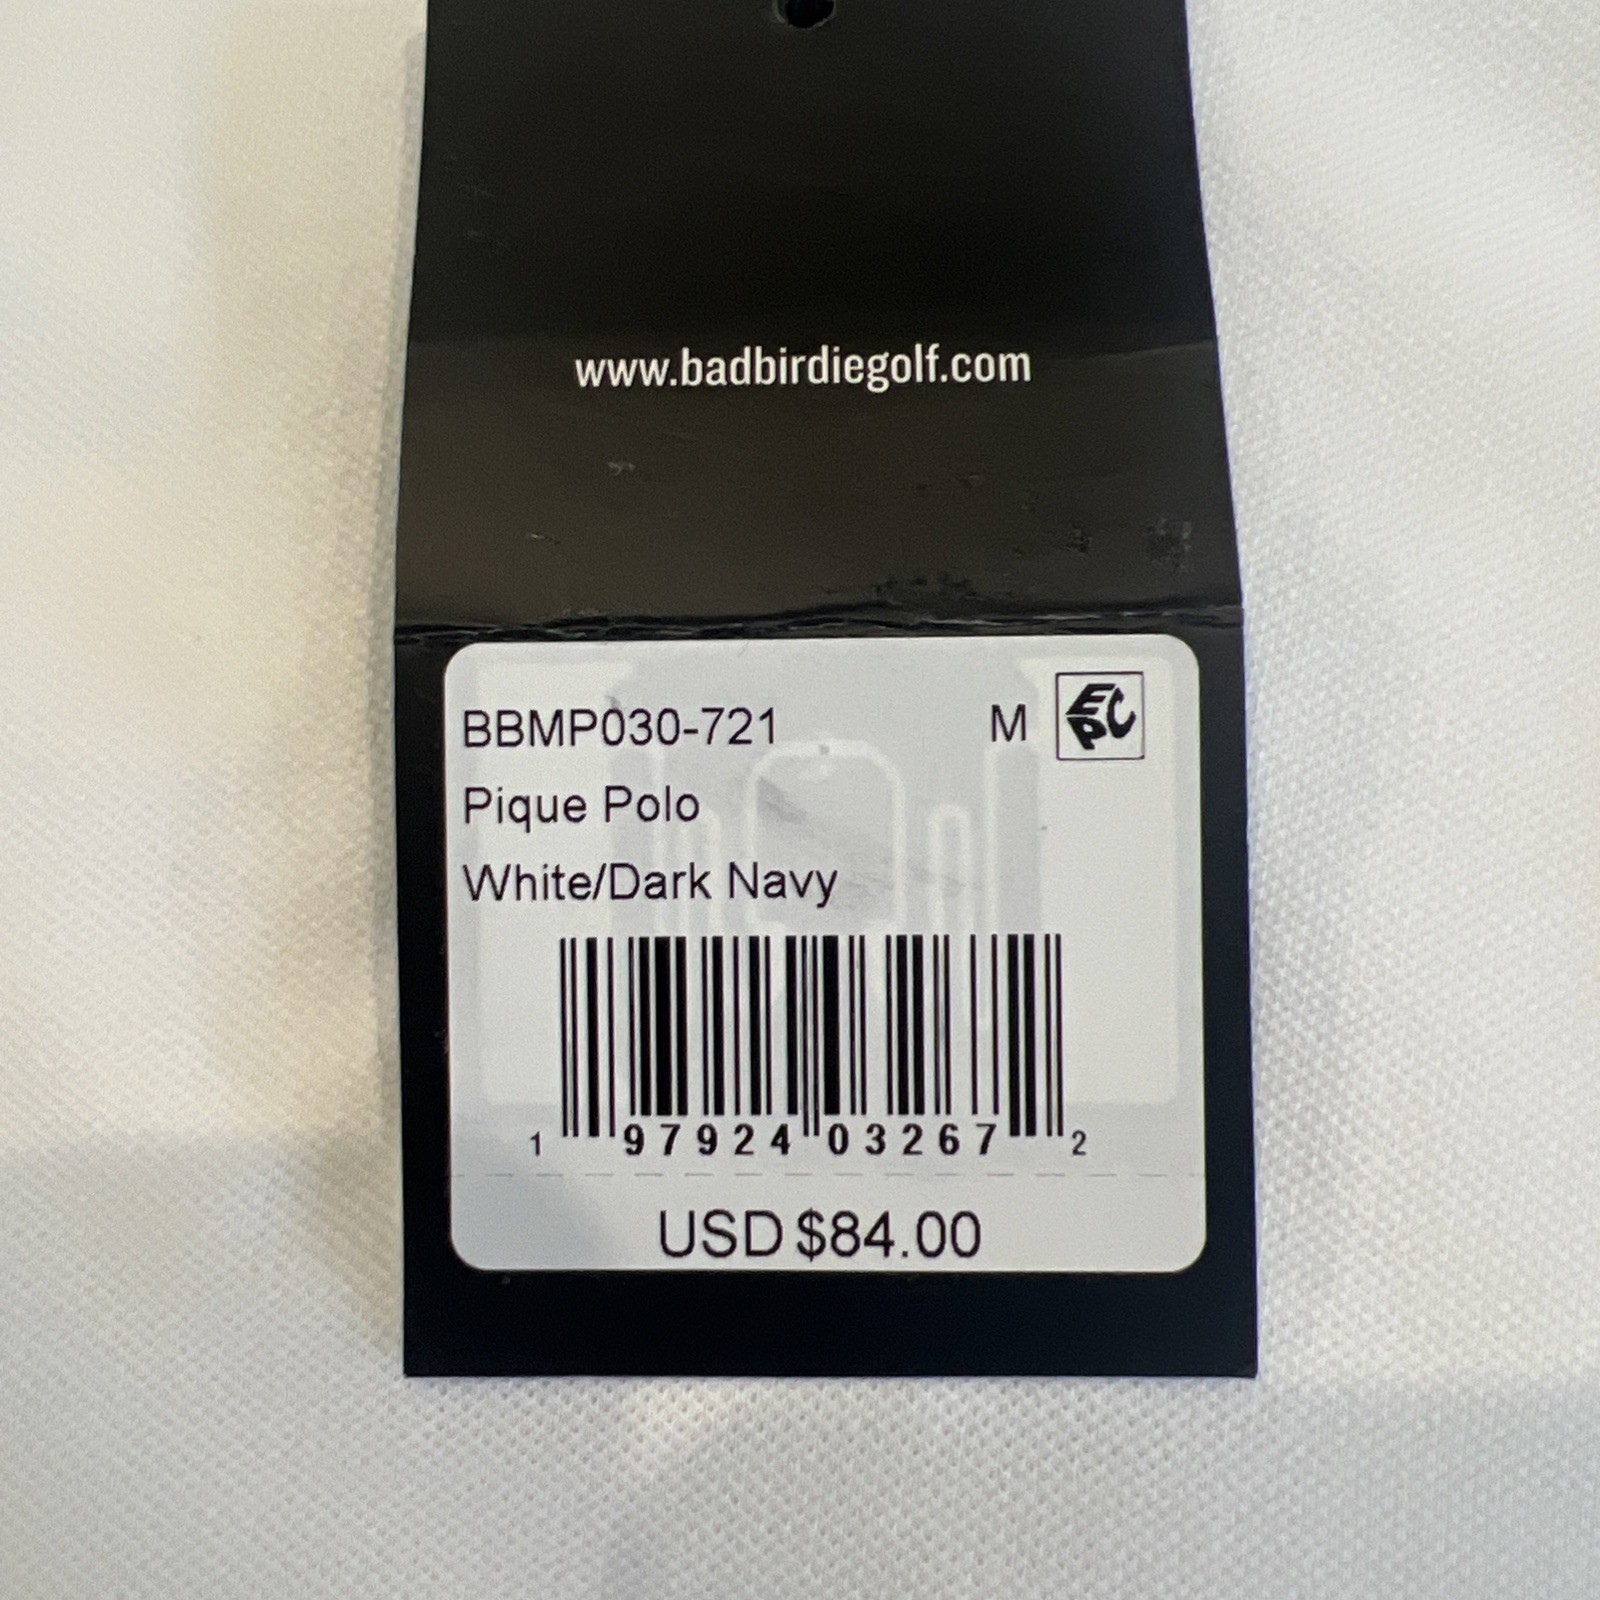 www.badbirdiegolf.com
BBMP030-721 M EPC
Pique Polo
White/Dark Navy
1 97924 03267 2
USD $84.00